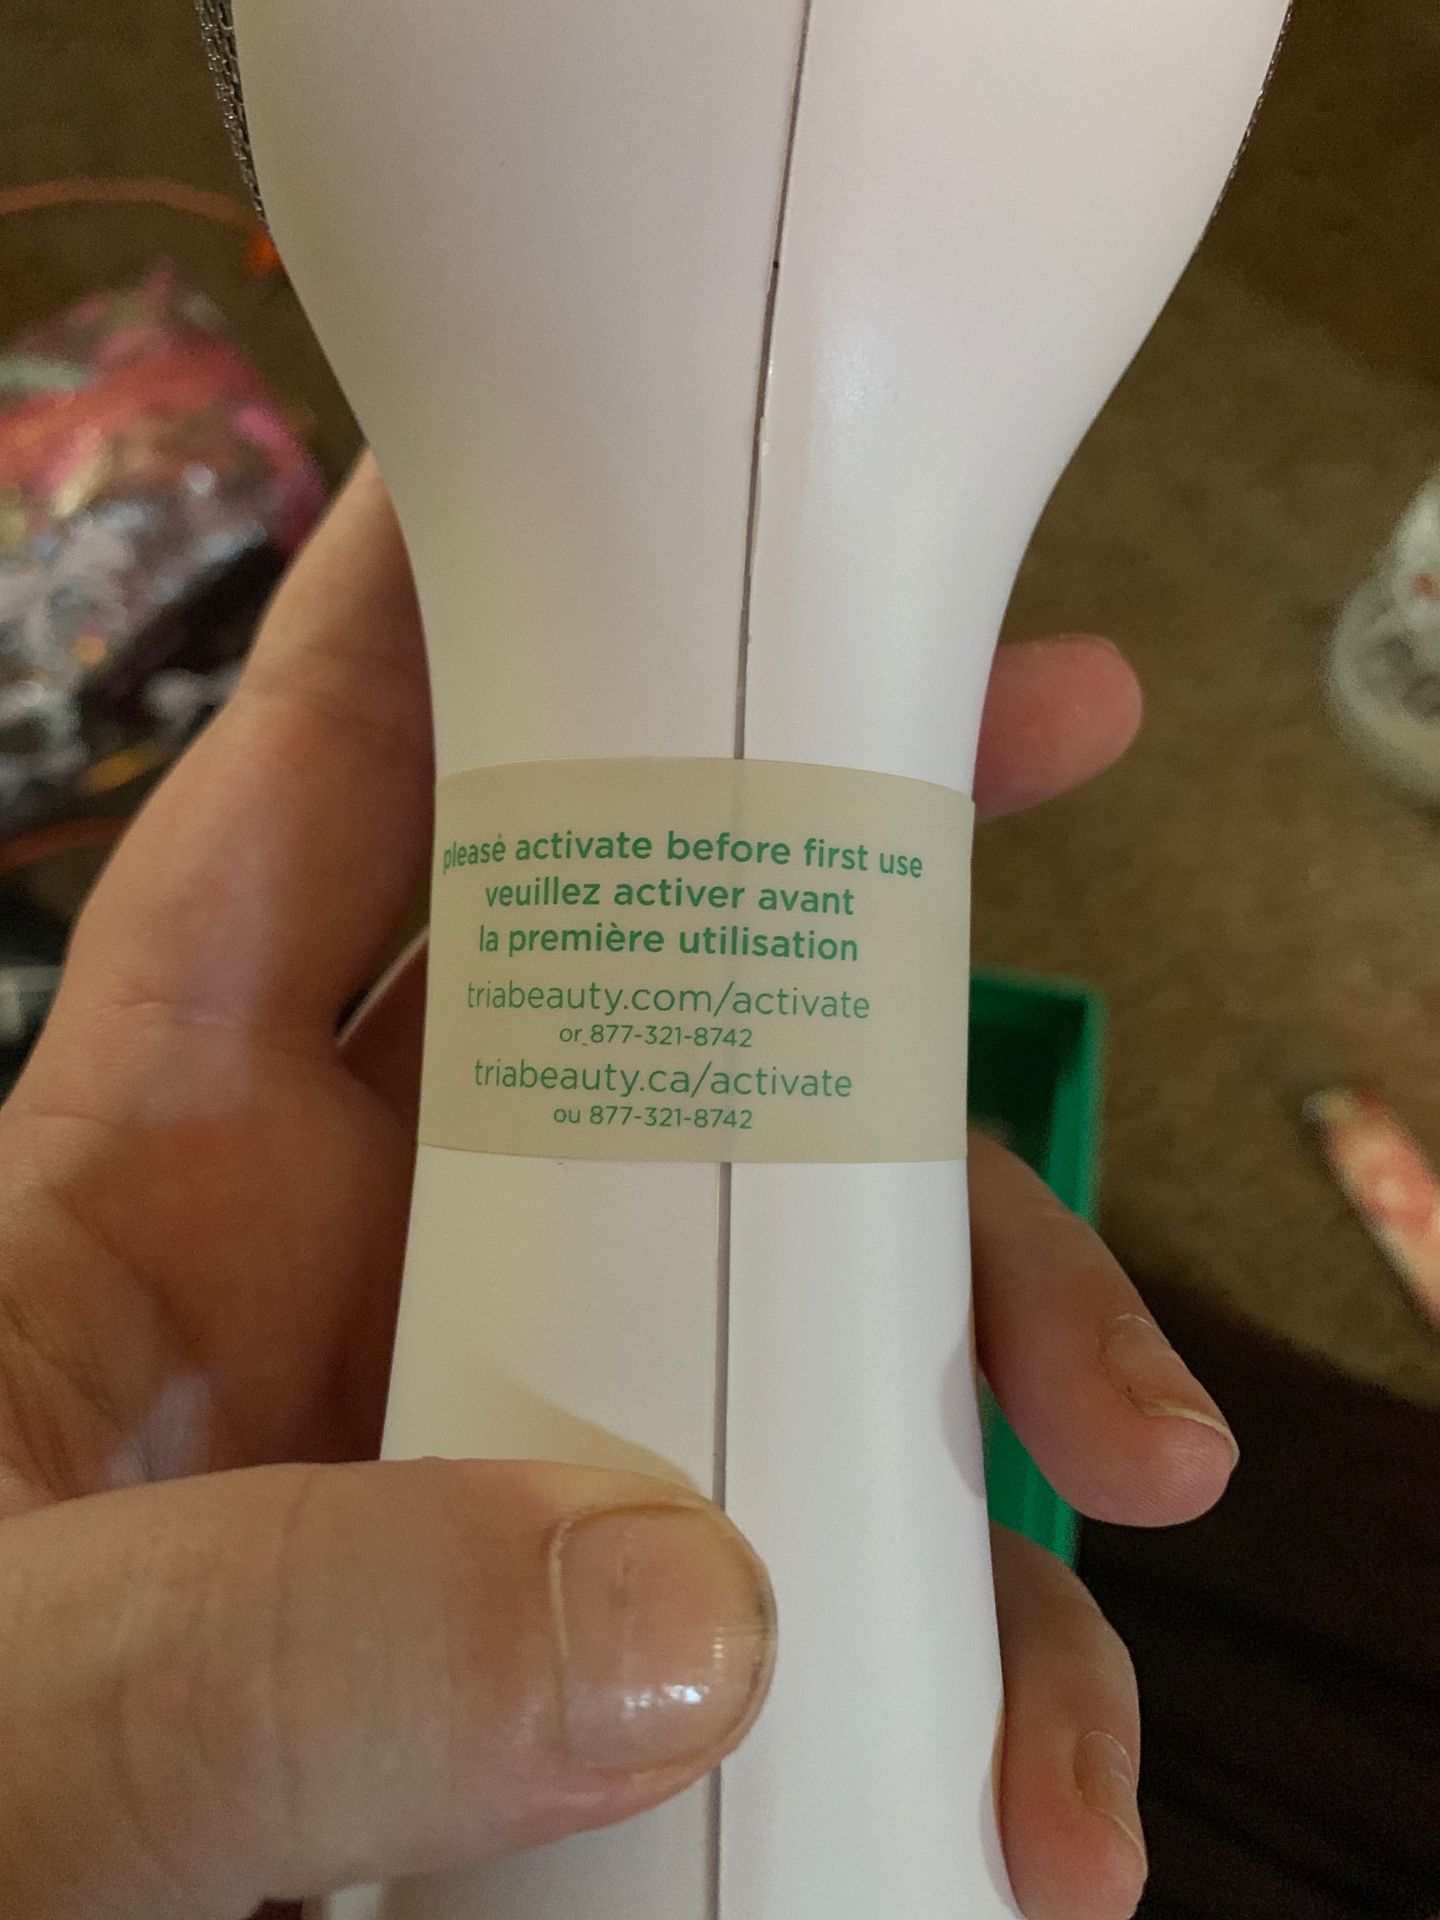 please activate before first use
veuillez activer avant
la première utilisation
triabeauty.com/activate
or 877-321-8742
triabeauty.ca/activate
ou 877-321-8742